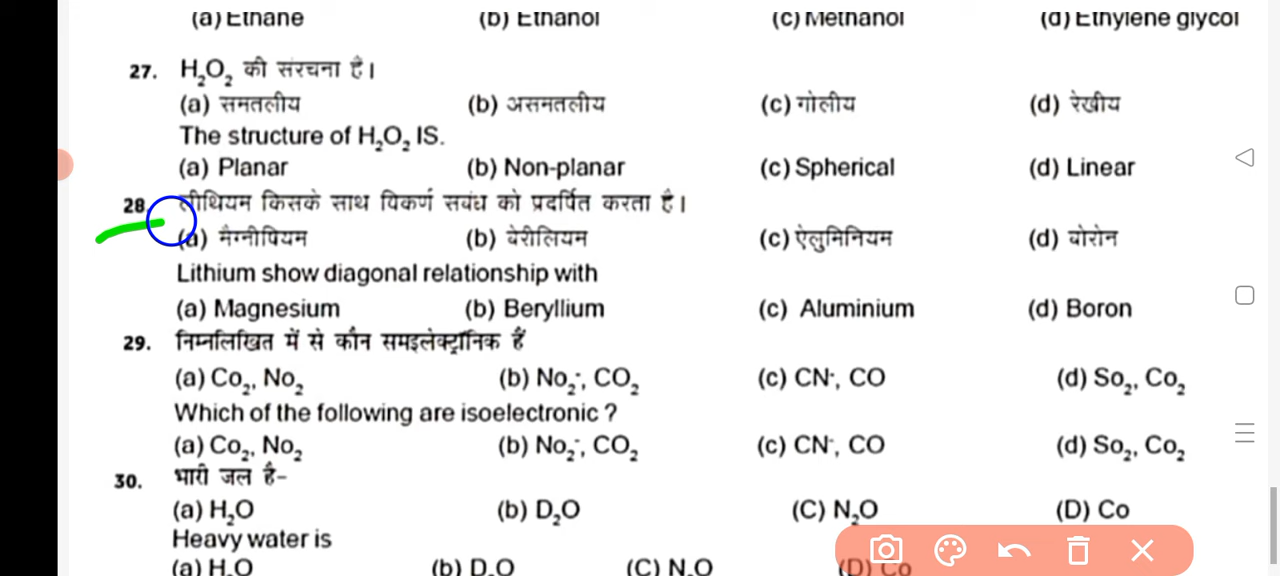 (a) Ethane (b) Ethanol (c) Methanol (d) Ethylene glycol
27. H₂O₂ की संरचना है।
(a) समतलीय (b) असमतलीय (c) गोलीय (d) रेखीय
The structure of H₂O₂ IS.
(a) Planar (b) Non-planar (c) Spherical (d) Linear
28. लीथियम किसके साथ विकर्ण सबंध को प्रदर्षित करता है।
(a) मैग्नीषियम (b) बेरीलियम (c) ऐलुमिनियम (d) बोरोन
Lithium show diagonal relationship with
(a) Magnesium (b) Beryllium (c) Aluminium (d) Boron
29. निम्नलिखित में से कौन समइलेक्ट्रॉनिक हैं
(a) Co₂, No₂ (b) No₂⁻, CO₂ (c) CN⁻, CO (d) So₂, Co₂
Which of the following are isoelectronic ?
(a) Co₂, No₂ (b) No₂⁻, CO₂ (c) CN⁻, CO (d) So₂, Co₂
30. भारी जल है-
(a) H₂O (b) D₂O (C) N₂O (D) Co
Heavy water is
(a) H₂O (b) D₂O (C) N₂O (D) Co